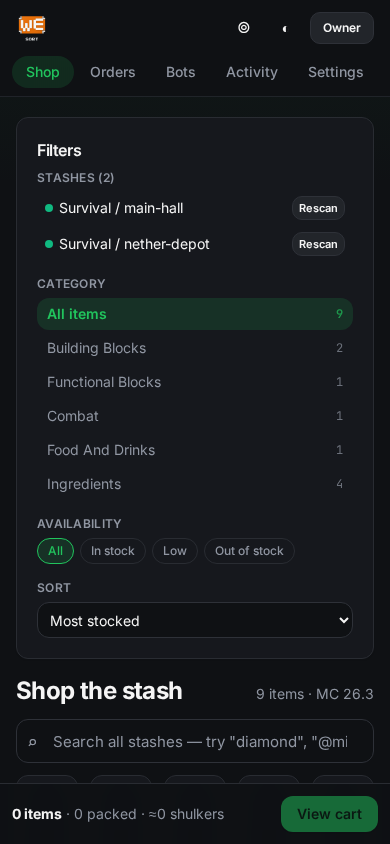 WE
SORT
Owner
Shop Orders Bots Activity Settings
Filters
STASHES (2)
Survival / main-hall Rescan
Survival / nether-depot Rescan
CATEGORY
All items 9
Building Blocks 2
Functional Blocks 1
Combat 1
Food And Drinks 1
Ingredients 4
AVAILABILITY
All In stock Low Out of stock
SORT
Most stocked
Shop the stash 9 items · MC 26.3
Search all stashes — try "diamond", "@mi
0 items · 0 packed · ≈0 shulkers View cart